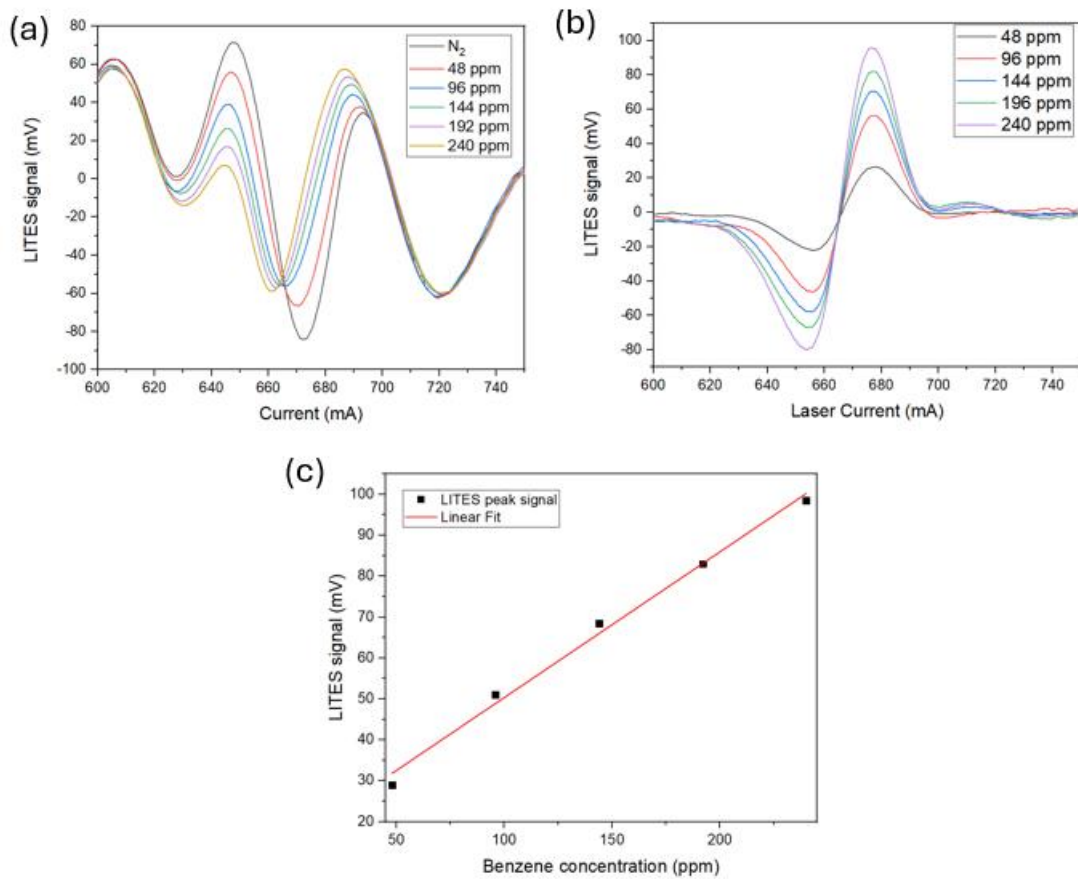 (a)
80
60
40
20
0
-20
-40
-60
-80
-100
LITES signal (mV)
N₂
48 ppm
96 ppm
144 ppm
192 ppm
240 ppm
600
620
640
660
680
700
720
740
Current (mA)
(b)
100
80
60
40
20
0
-20
-40
-60
-80
LITES signal (mV)
48 ppm
96 ppm
144 ppm
196 ppm
240 ppm
600
620
640
660
680
700
720
740
Laser Current (mA)
(c)
100
90
80
70
60
50
40
30
20
LITES signal (mV)
LITES peak signal
Linear Fit
50
100
150
200
Benzene concentration (ppm)